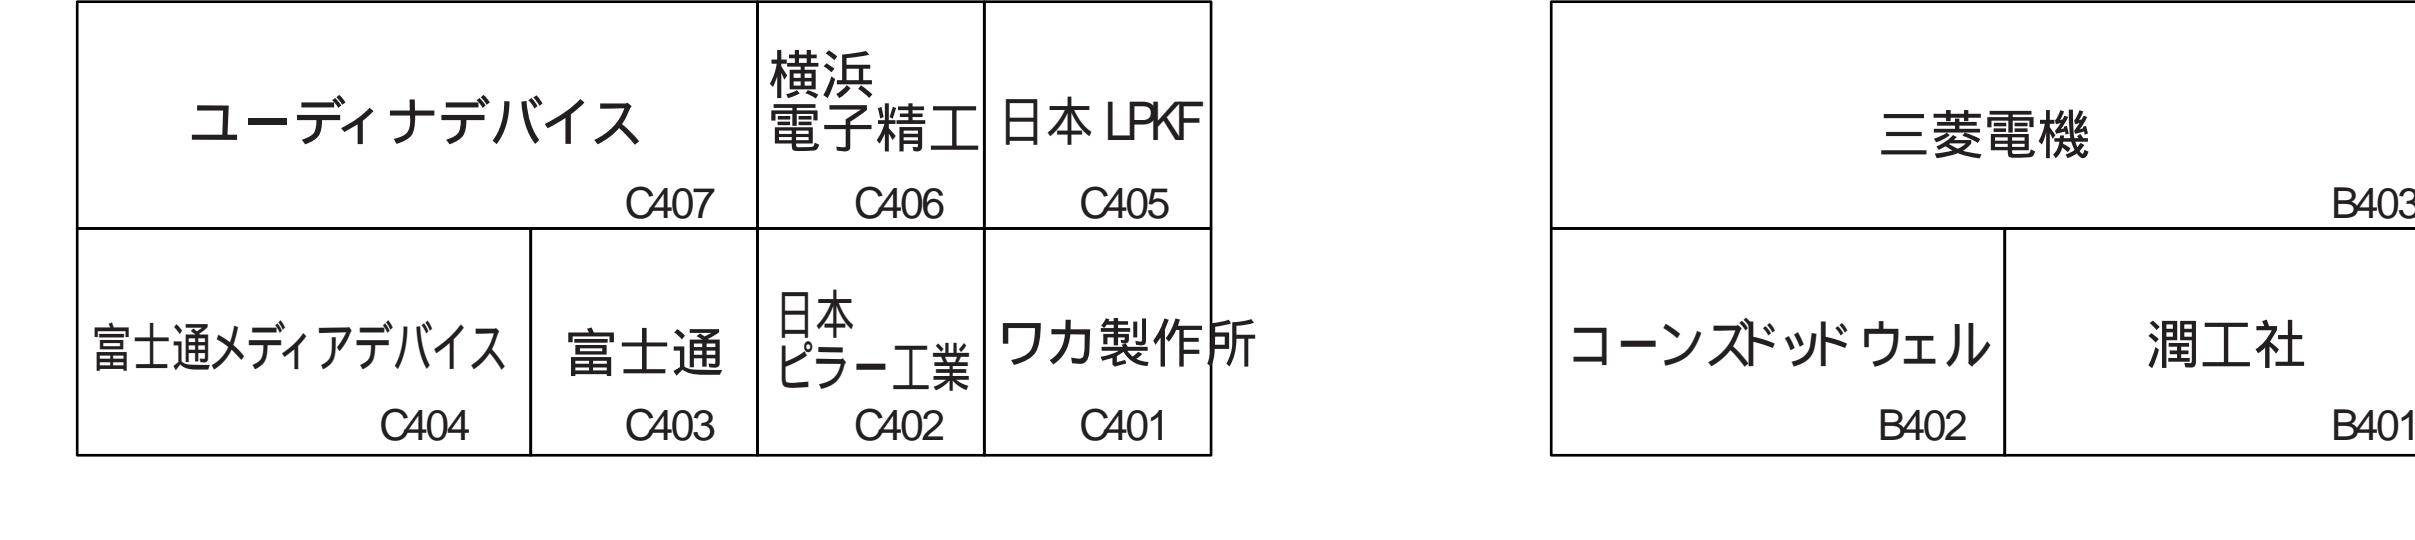 ユーディナデバイス
C407
横浜
電子精工
C406
日本 LPKF
C405
富士通メディアデバイス
C404
富士通
C403
日本
ピラー工業
C402
ワカ製作所
C401
三菱電機
B403
コーンズドッドウェル
B402
潤工社
B401